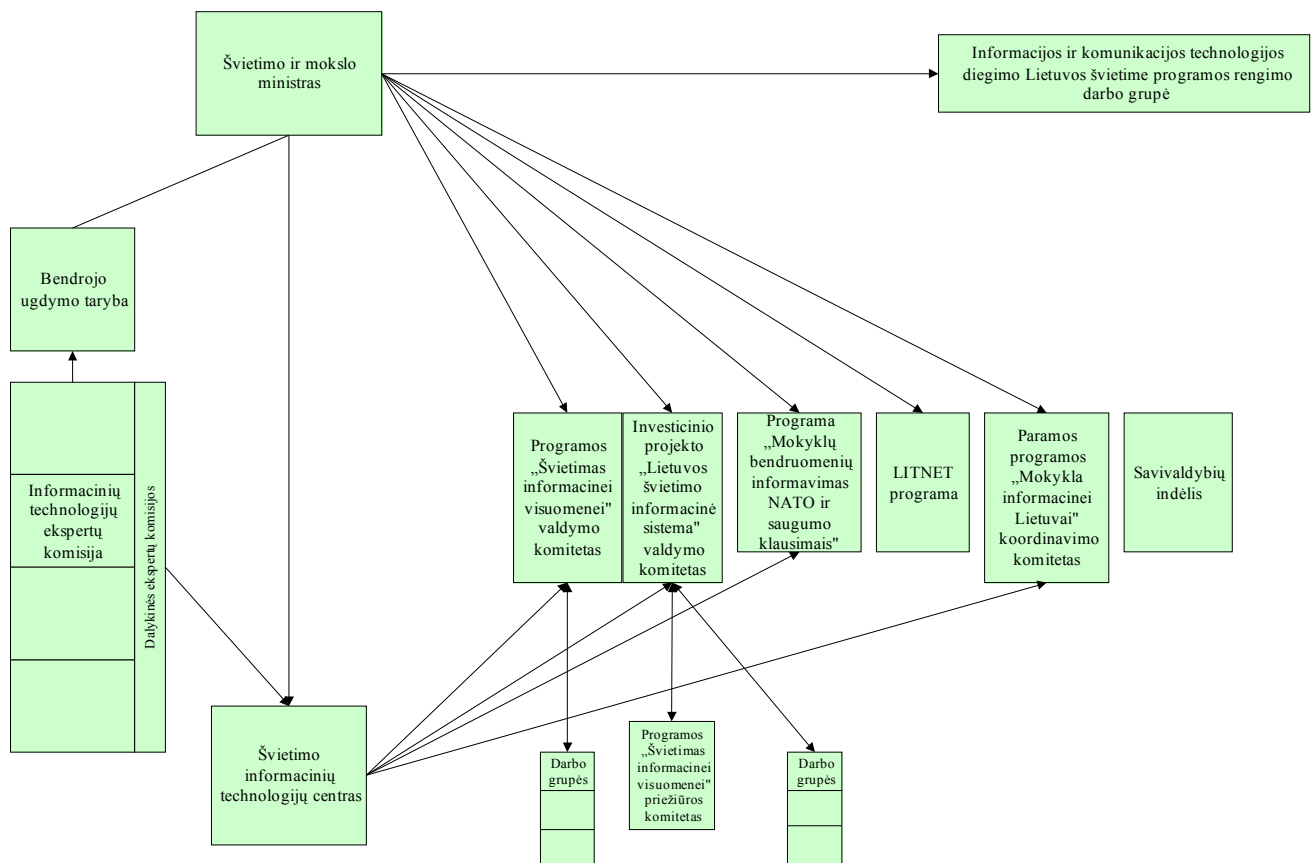 Švietimo ir mokslo
ministras
Informacijos ir komunikacijos technologijos
diegimo Lietuvos švietime programos rengimo
darbo grupė
Bendrojo
ugdymo taryba
Informacinių
technologijų
ekspertų
komisija
Dalykinės ekspertų komisijos
Programos
„Švietimas
informacinei
visuomenei"
valdymo
komitetas
Investicinio
projekto
„Lietuvos
švietimo
informacinė
sistema"
valdymo
komitetas
Programa
„Mokyklų
bendruomenių
informavimas
NATO ir
saugumo
klausimais"
LITNET
programa
Paramos
programos
„Mokykla
informacinei
Lietuvai"
koordinavimo
komitetas
Savivaldybių
indėlis
Švietimo
informacinių
technologijų centras
Darbo
grupės
Programos
„Švietimas
informacinei
visuomenei"
priežiūros
komitetas
Darbo
grupės